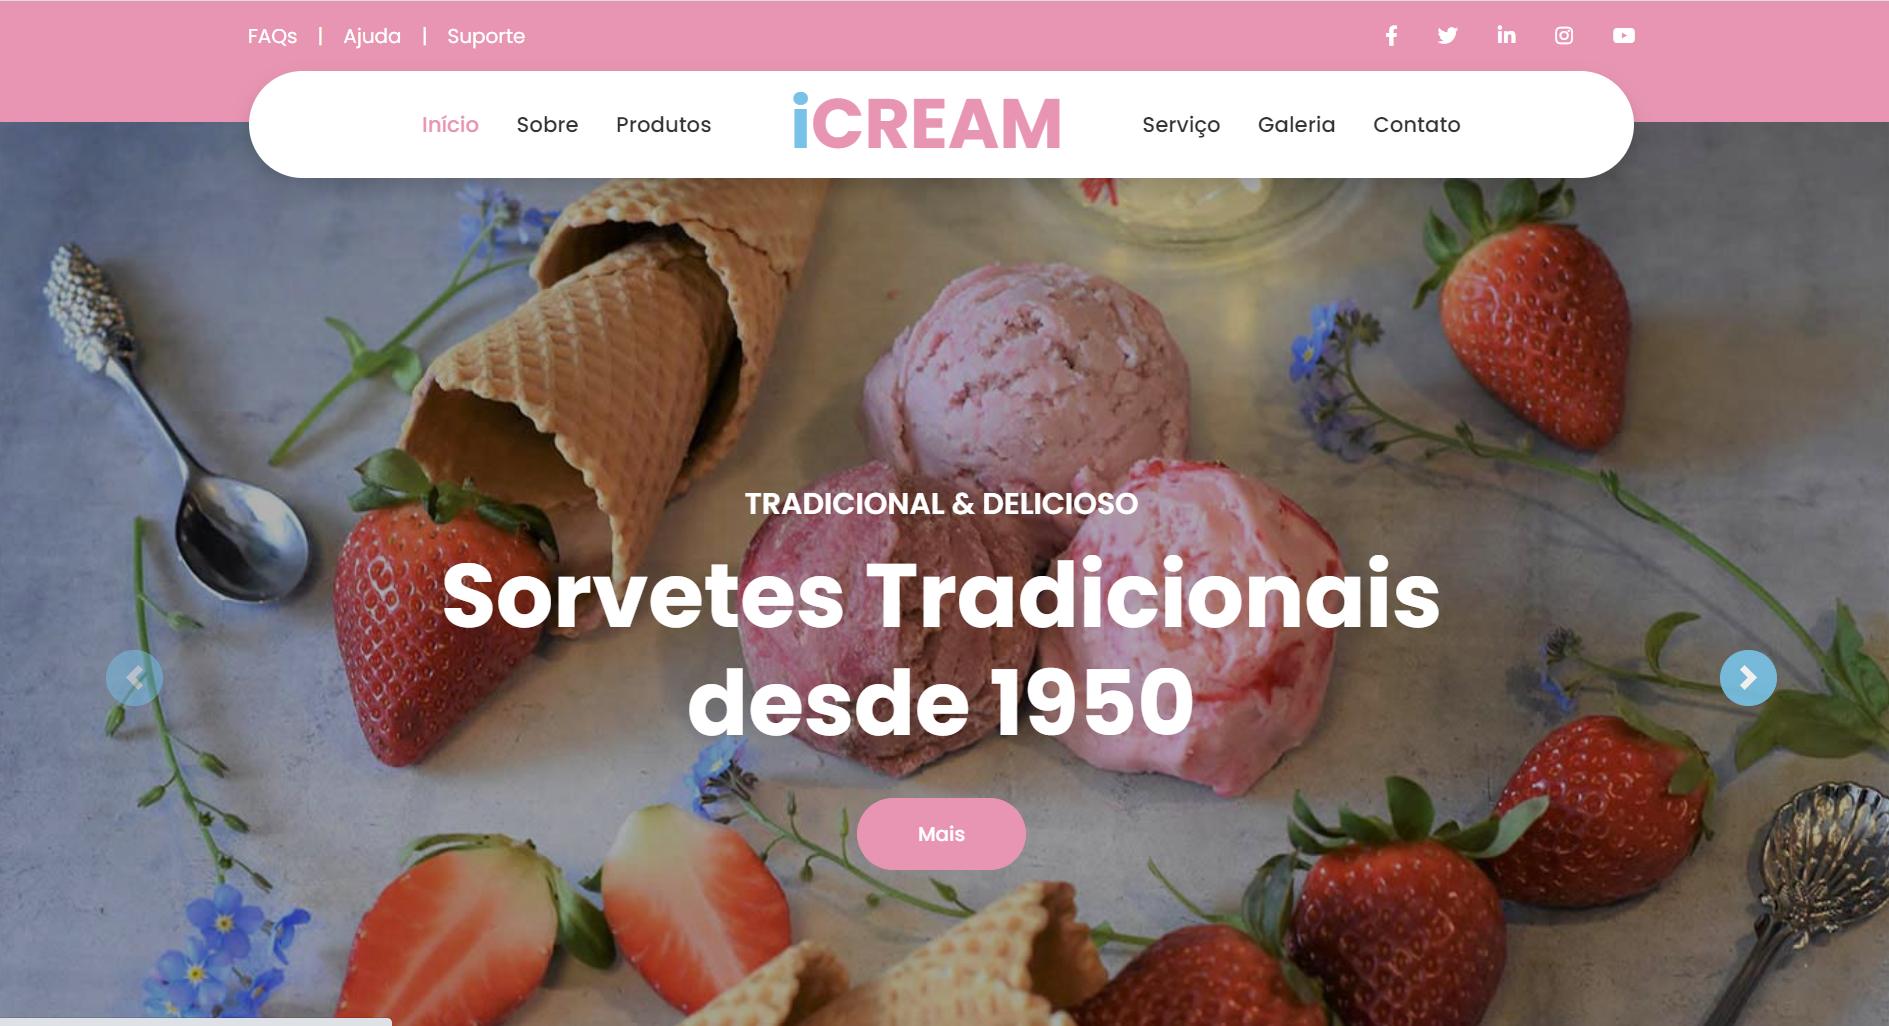 FAQs | Ajuda | Suporte
Início Sobre Produtos iCREAM Serviço Galeria Contato
TRADICIONAL & DELICIOSO
Sorvetes Tradicionais
desde 1950
Mais